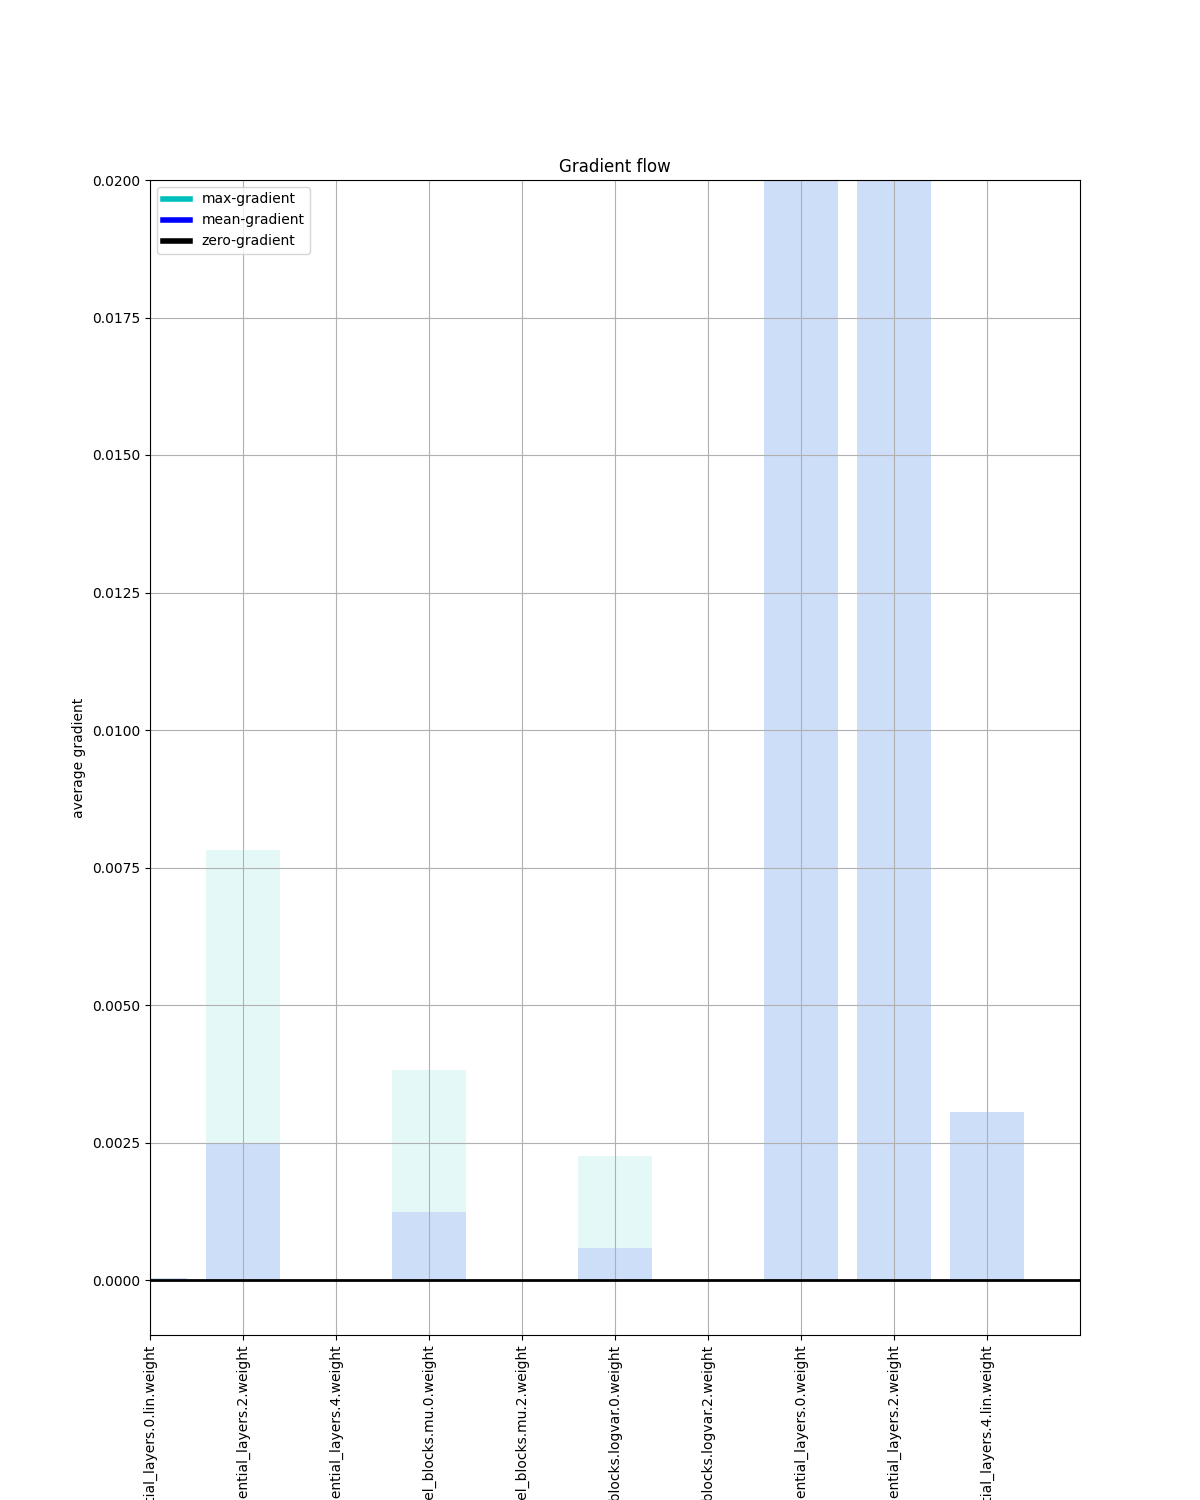 Gradient flow
max-gradient
mean-gradient
zero-gradient
0.0200
0.0175
0.0150
0.0125
0.0100
0.0075
0.0050
0.0025
0.0000
average gradient
tial_layers.0.lin.weight
ential_layers.2.weight
ential_layers.4.weight
el_blocks.mu.0.weight
el_blocks.mu.2.weight
blocks.logvar.0.weight
blocks.logvar.2.weight
ential_layers.0.weight
ential_layers.2.weight
tial_layers.4.lin.weight